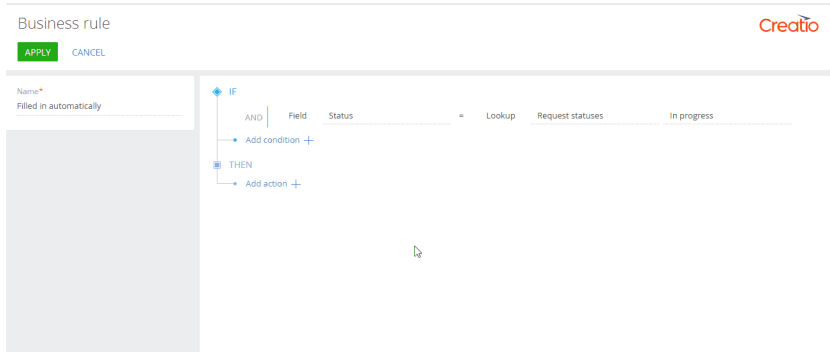 Business rule
Creatio
APPLY CANCEL
Name*
Filled in automatically
IF
AND Field Status = Lookup Request statuses In progress
Add condition +
THEN
Add action +